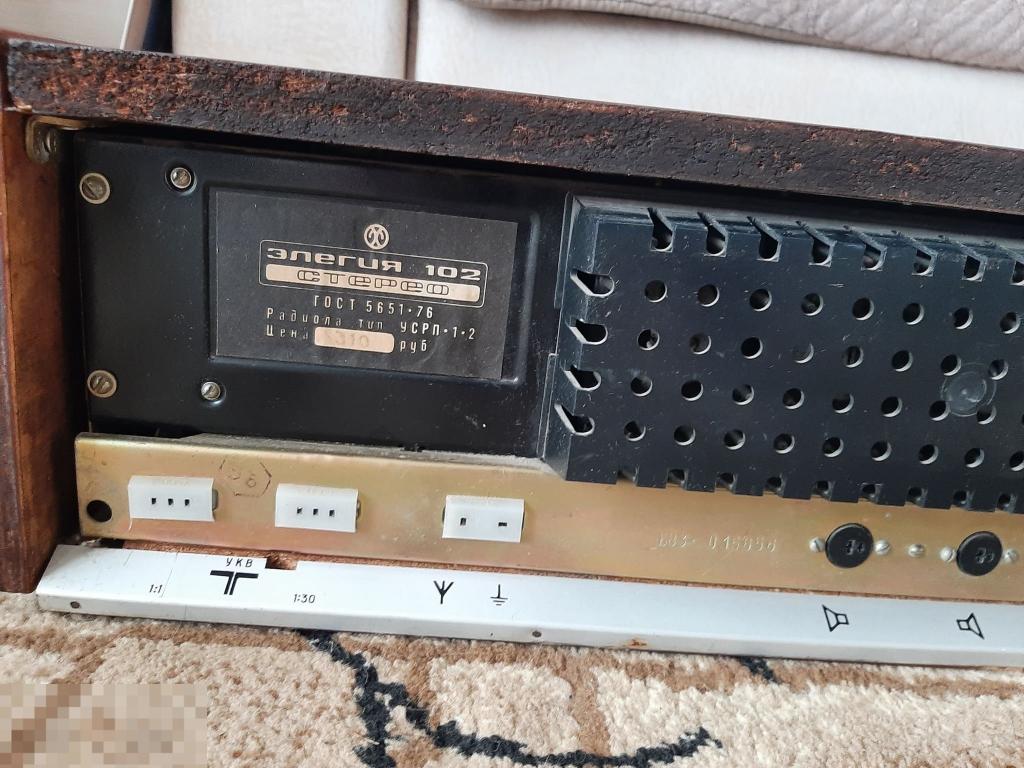 Элегия 102
СТЕРЕО
ГОСТ 5651·76
Радиола тип УСРП·1·2
Цена 310 руб
УКВ
1:1
1:30